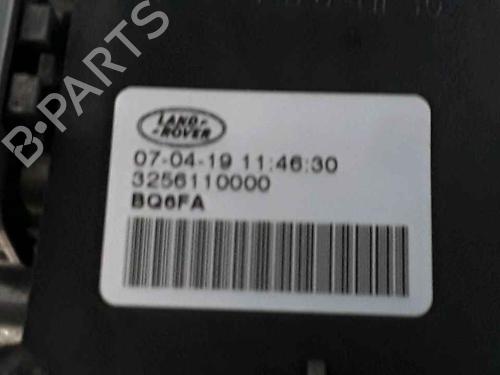 B-PARTS
LAND-
-ROVER
07-04-19 11:46:30
3256110000
BQ6FA